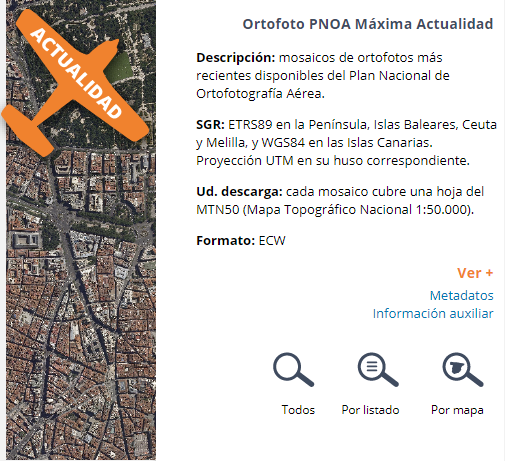 ACTUALIDAD
Ortofoto PNOA Máxima Actualidad
Descripción: mosaicos de ortofotos más
recientes disponibles del Plan Nacional de
Ortofotografía Aérea.
SGR: ETRS89 en la Península, Islas Baleares, Ceuta
y Melilla, y WGS84 en las Islas Canarias.
Proyección UTM en su huso correspondiente.
Ud. descarga: cada mosaico cubre una hoja del
MTN50 (Mapa Topográfico Nacional 1:50.000).
Formato: ECW
Ver +
Metadatos
Información auxiliar
Todos Por listado Por mapa